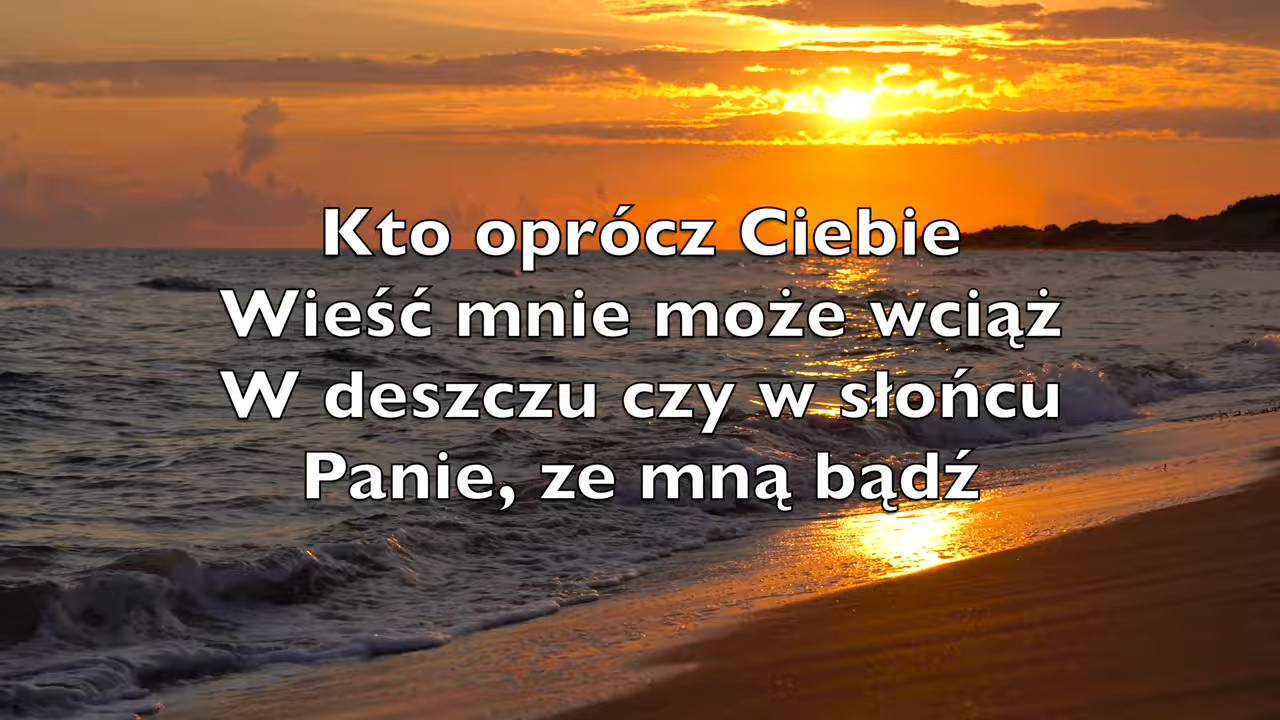 Kto oprócz Ciebie
Wieść mnie może wciąż
W deszczu czy w słońcu
Panie, ze mną bądź